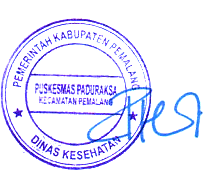 PEMERINTAH KABUPATEN PEMALANG
PUSKESMAS PADURAKSA
KECAMATAN PEMALANG
DINAS KESEHATAN